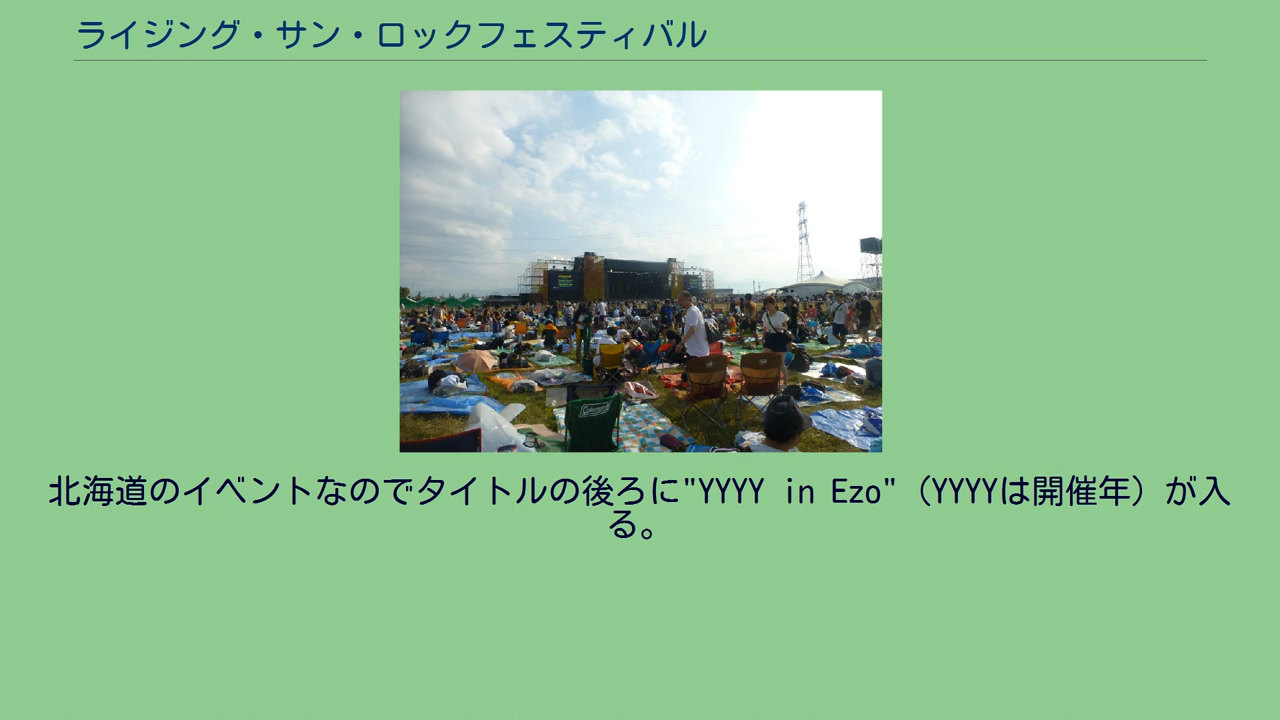 ライジング・サン・ロックフェスティバル
Coleman
北海道のイベントなのでタイトルの後ろに"YYYY in Ezo"（YYYYは開催年）が入
る。